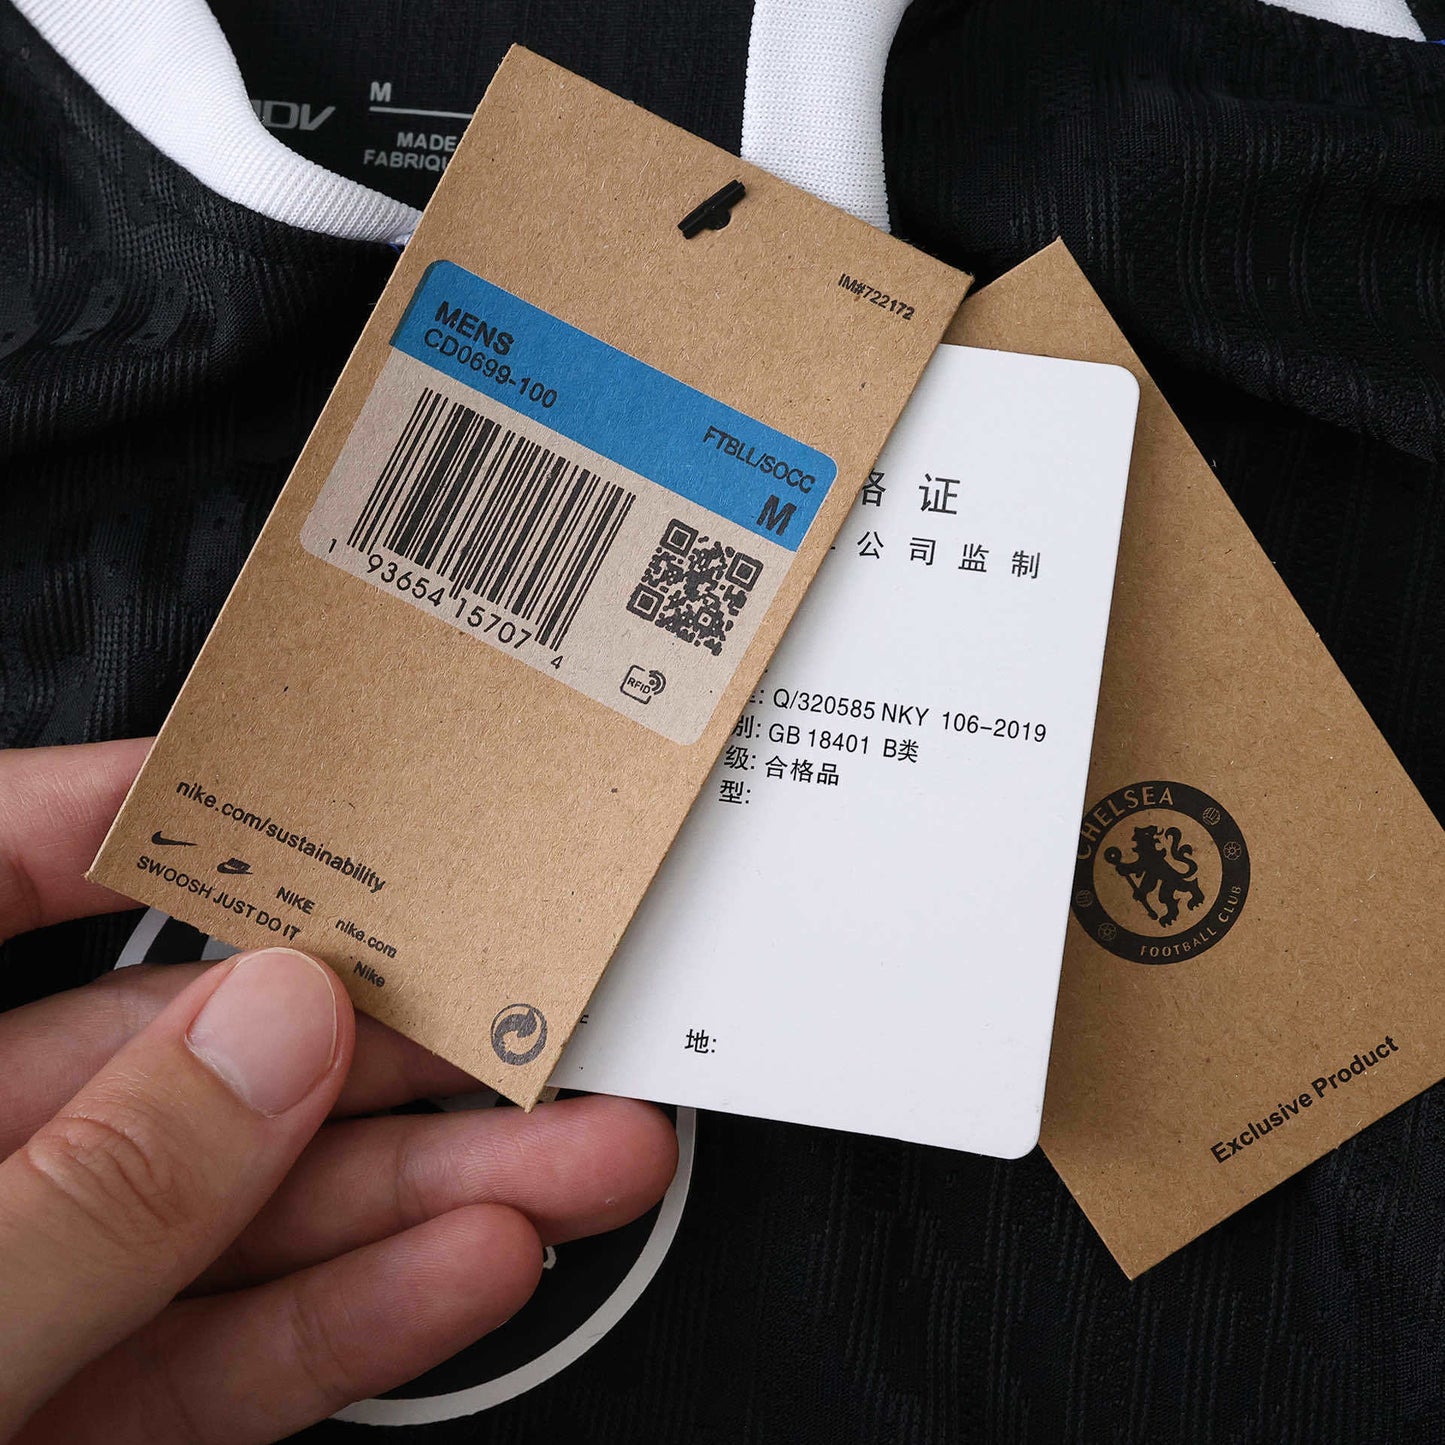 M
MADE
FABRIQU
IM#722172
MENS
CD0699-100
FTBLL/SOCC
M
1 93654 15707 4
RFID
nike.com/sustainability
NIKE nike.com
SWOOSH JUST DO IT Nike
格 证
公 司 监 制
Q/320585 NKY 106-2019
别: GB 18401 B类
级: 合格品
型:
地:
CHELSEA
FOOTBALL CLUB
Exclusive Product